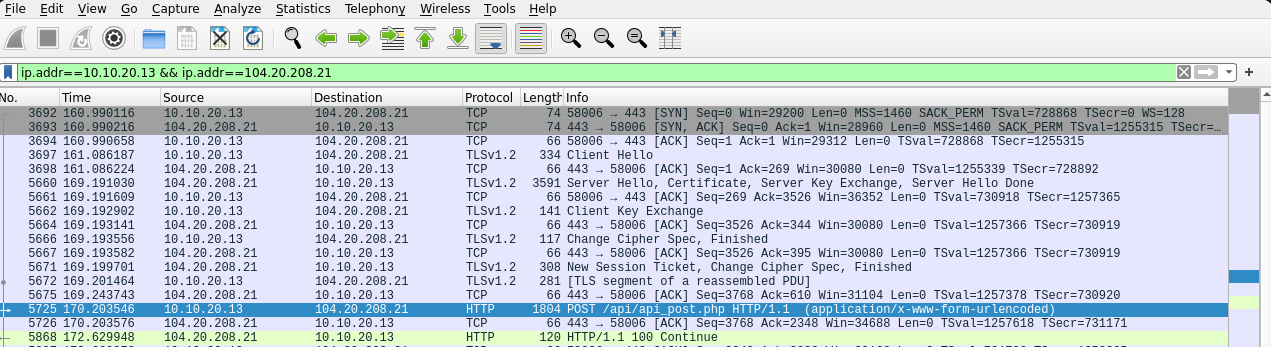 File Edit View Go Capture Analyze Statistics Telephony Wireless Tools Help
ip.addr==10.10.20.13 && ip.addr==104.20.208.21
No. Time Source Destination Protocol Length Info
3692 160.990116 10.10.20.13 104.20.208.21 TCP 74 58006 → 443 [SYN] Seq=0 Win=29200 Len=0 MSS=1460 SACK_PERM TSval=728868 TSecr=0 WS=128
3693 160.990216 104.20.208.21 10.10.20.13 TCP 74 443 → 58006 [SYN, ACK] Seq=0 Ack=1 Win=28960 Len=0 MSS=1460 SACK_PERM TSval=1255315 TSecr=…
3694 160.990658 10.10.20.13 104.20.208.21 TCP 66 58006 → 443 [ACK] Seq=1 Ack=1 Win=29312 Len=0 TSval=728868 TSecr=1255315
3697 161.086187 10.10.20.13 104.20.208.21 TLSv1.2 334 Client Hello
3698 161.086224 104.20.208.21 10.10.20.13 TCP 66 443 → 58006 [ACK] Seq=1 Ack=269 Win=30080 Len=0 TSval=1255339 TSecr=728892
5660 169.191030 104.20.208.21 10.10.20.13 TLSv1.2 3591 Server Hello, Certificate, Server Key Exchange, Server Hello Done
5661 169.191609 10.10.20.13 104.20.208.21 TCP 66 58006 → 443 [ACK] Seq=269 Ack=3526 Win=36352 Len=0 TSval=730918 TSecr=1257365
5662 169.192902 10.10.20.13 104.20.208.21 TLSv1.2 141 Client Key Exchange
5664 169.193141 104.20.208.21 10.10.20.13 TCP 66 443 → 58006 [ACK] Seq=3526 Ack=344 Win=30080 Len=0 TSval=1257366 TSecr=730919
5666 169.193556 10.10.20.13 104.20.208.21 TLSv1.2 117 Change Cipher Spec, Finished
5667 169.193582 104.20.208.21 10.10.20.13 TCP 66 443 → 58006 [ACK] Seq=3526 Ack=395 Win=30080 Len=0 TSval=1257366 TSecr=730919
5671 169.199701 104.20.208.21 10.10.20.13 TLSv1.2 308 New Session Ticket, Change Cipher Spec, Finished
5672 169.201464 10.10.20.13 104.20.208.21 TLSv1.2 281 [TLS segment of a reassembled PDU]
5675 169.243743 104.20.208.21 10.10.20.13 TCP 66 443 → 58006 [ACK] Seq=3768 Ack=610 Win=31104 Len=0 TSval=1257378 TSecr=730920
5725 170.203546 10.10.20.13 104.20.208.21 HTTP 1804 POST /api/api_post.php HTTP/1.1 (application/x-www-form-urlencoded)
5726 170.203576 104.20.208.21 10.10.20.13 TCP 66 443 → 58006 [ACK] Seq=3768 Ack=2348 Win=34688 Len=0 TSval=1257618 TSecr=731171
5868 172.629948 104.20.208.21 10.10.20.13 HTTP 120 HTTP/1.1 100 Continue